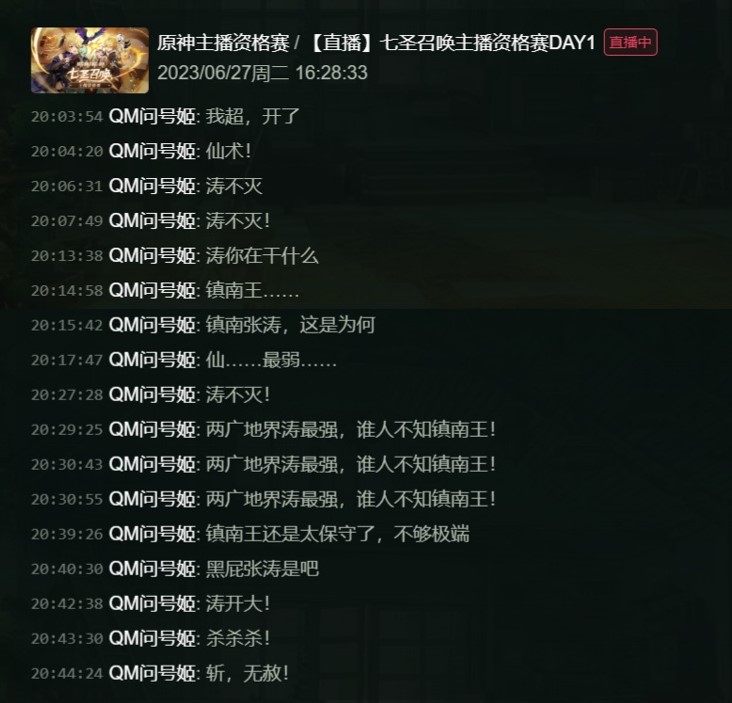 原神主播资格赛 / 【直播】七圣召唤主播资格赛DAY1 直播中
2023/06/27周二 16:28:33
七圣召唤
20:03:54 QM问号姬: 我超，开了
20:04:20 QM问号姬: 仙术！
20:06:31 QM问号姬: 涛不灭
20:07:49 QM问号姬: 涛不灭！
20:13:38 QM问号姬: 涛你在干什么
20:14:58 QM问号姬: 镇南王……
20:15:42 QM问号姬: 镇南张涛，这是为何
20:17:47 QM问号姬: 仙……最弱……
20:27:28 QM问号姬: 涛不灭！
20:29:25 QM问号姬: 两广地界涛最强，谁人不知镇南王！
20:30:43 QM问号姬: 两广地界涛最强，谁人不知镇南王！
20:30:55 QM问号姬: 两广地界涛最强，谁人不知镇南王！
20:39:26 QM问号姬: 镇南王还是太保守了，不够极端
20:40:30 QM问号姬: 黑屁张涛是吧
20:42:38 QM问号姬: 涛开大！
20:43:30 QM问号姬: 杀杀杀！
20:44:24 QM问号姬: 斩，无赦！